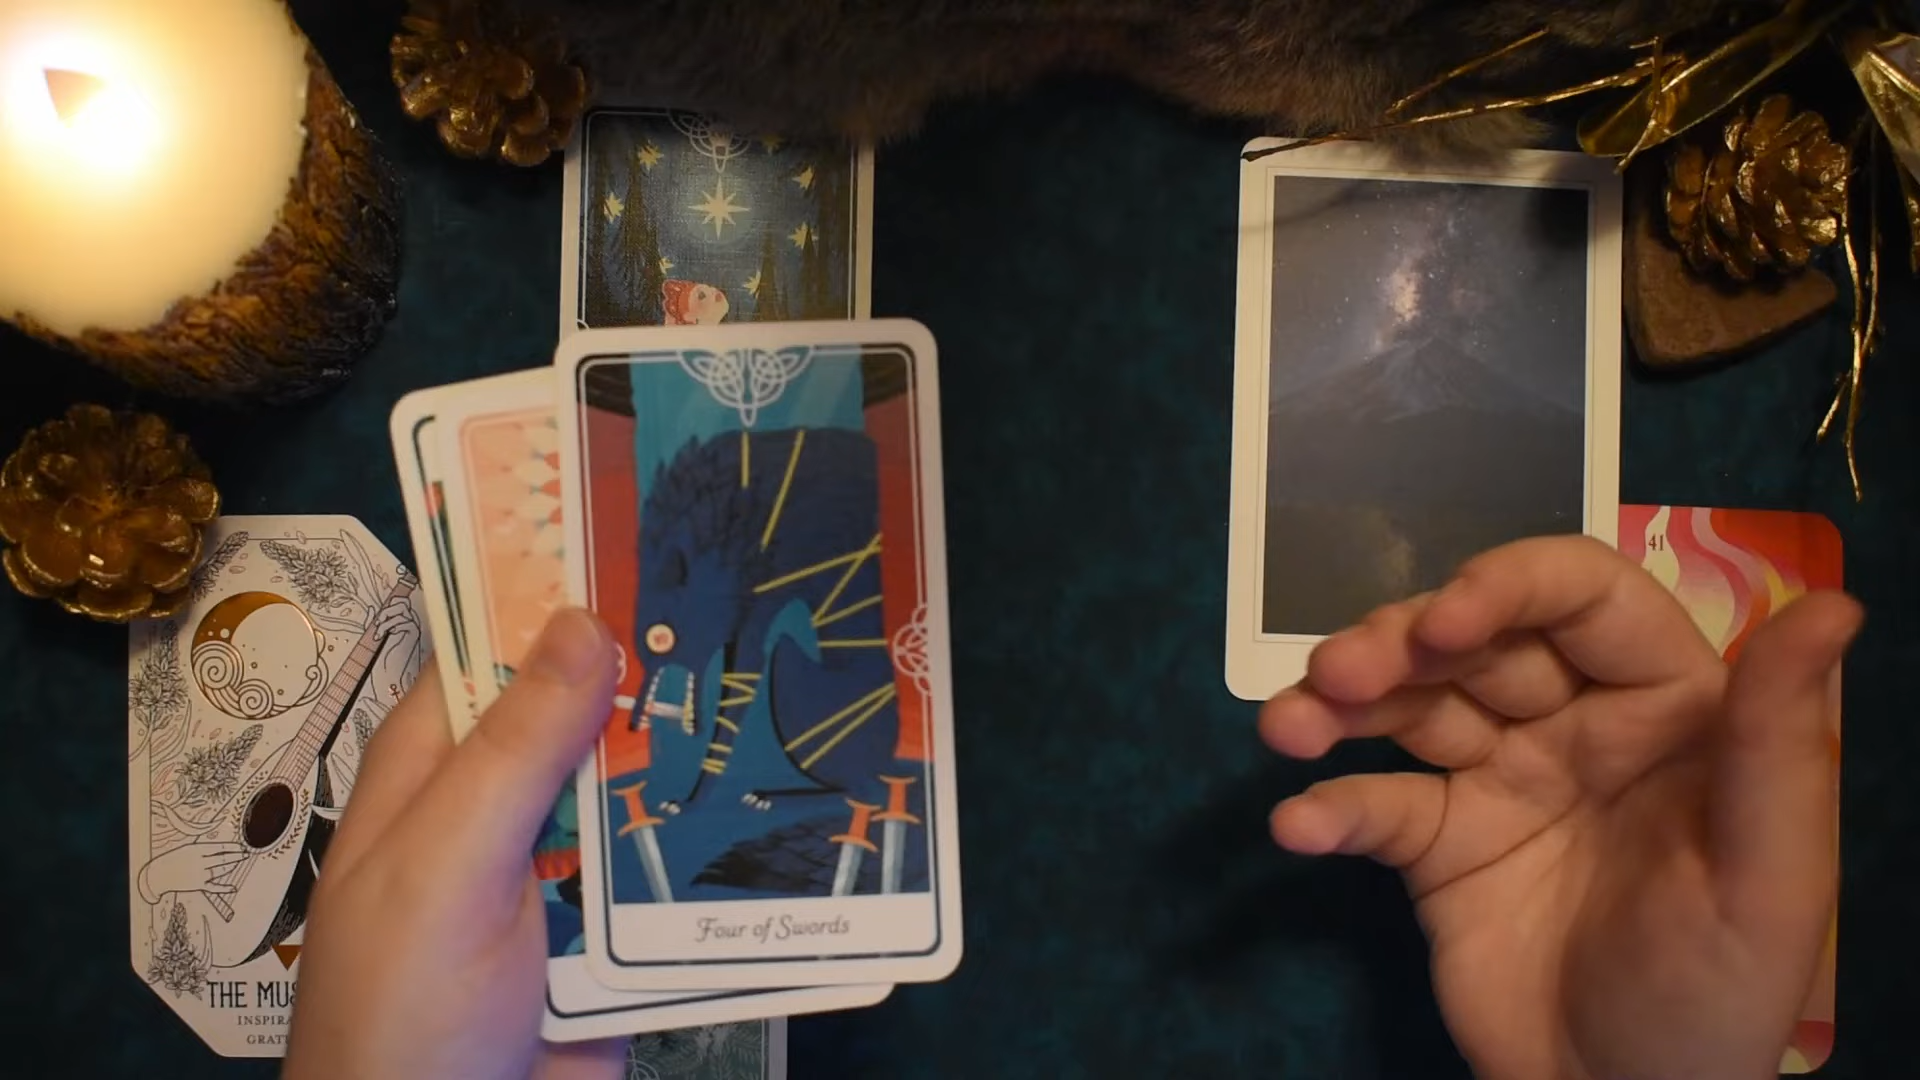 41
Four of Swords
THE MUS
INSPIRA
GRATI